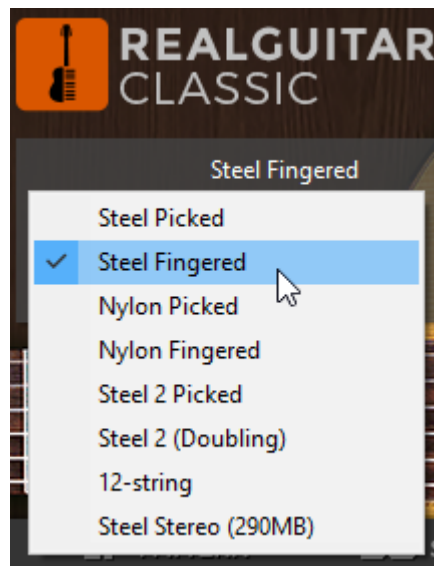 REALGUITAR
CLASSIC
Steel Fingered
Steel Picked
Steel Fingered
Nylon Picked
Nylon Fingered
Steel 2 Picked
Steel 2 (Doubling)
12-string
Steel Stereo (290MB)